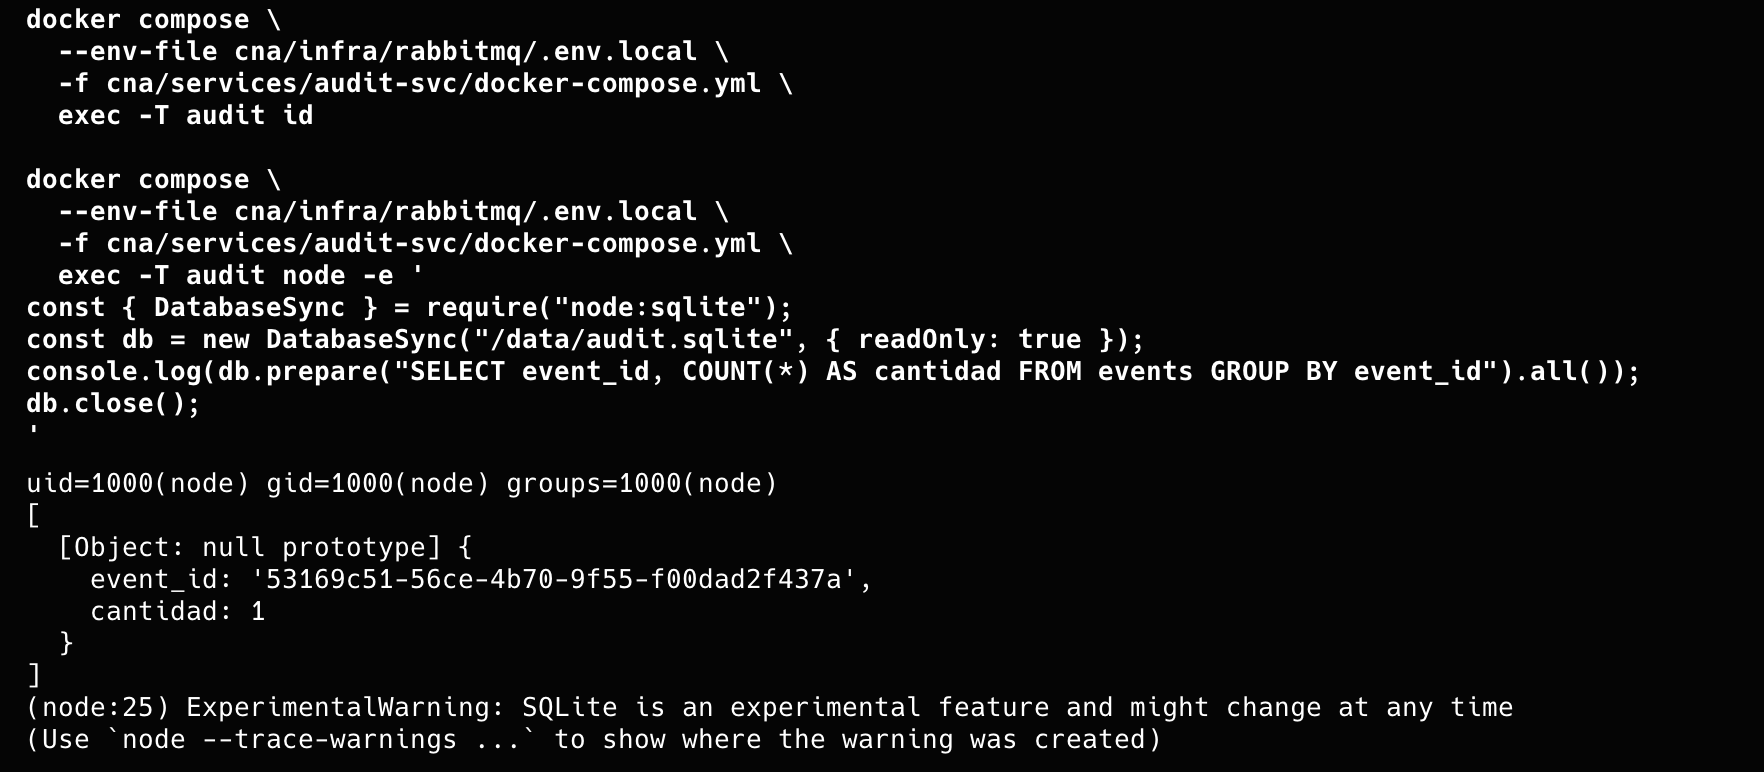 docker compose \
  --env-file cna/infra/rabbitmq/.env.local \
  -f cna/services/audit-svc/docker-compose.yml \
  exec -T audit id

docker compose \
  --env-file cna/infra/rabbitmq/.env.local \
  -f cna/services/audit-svc/docker-compose.yml \
  exec -T audit node -e '
const { DatabaseSync } = require("node:sqlite");
const db = new DatabaseSync("/data/audit.sqlite", { readOnly: true });
console.log(db.prepare("SELECT event_id, COUNT(*) AS cantidad FROM events GROUP BY event_id").all());
db.close();
'

uid=1000(node) gid=1000(node) groups=1000(node)
[
  [Object: null prototype] {
    event_id: '53169c51-56ce-4b70-9f55-f00dad2f437a',
    cantidad: 1
  }
]
(node:25) ExperimentalWarning: SQLite is an experimental feature and might change at any time
(Use `node --trace-warnings ...` to show where the warning was created)